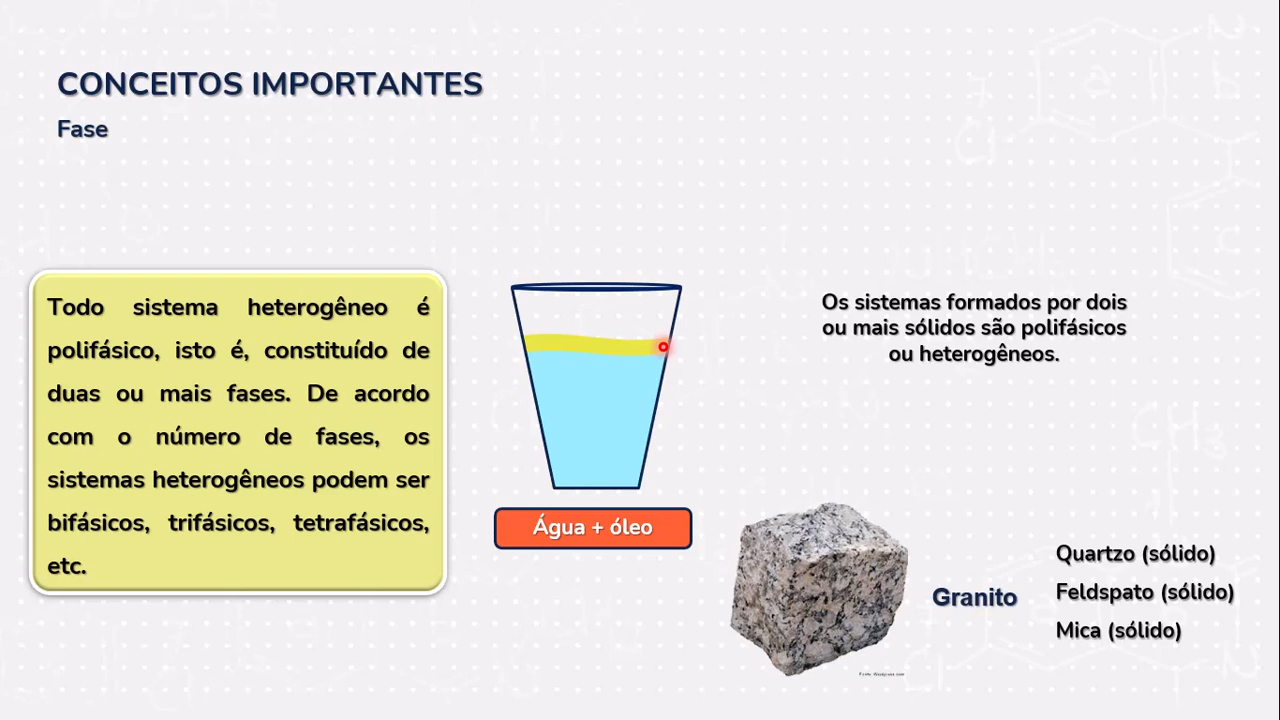 CONCEITOS IMPORTANTES
Fase
Todo sistema heterogêneo é
polifásico, isto é, constituído de
duas ou mais fases. De acordo
com o número de fases, os
sistemas heterogêneos podem ser
bifásicos, trifásicos, tetrafásicos,
etc.
Água + óleo
Os sistemas formados por dois
ou mais sólidos são polifásicos
ou heterogêneos.
Granito
Quartzo (sólido)
Feldspato (sólido)
Mica (sólido)